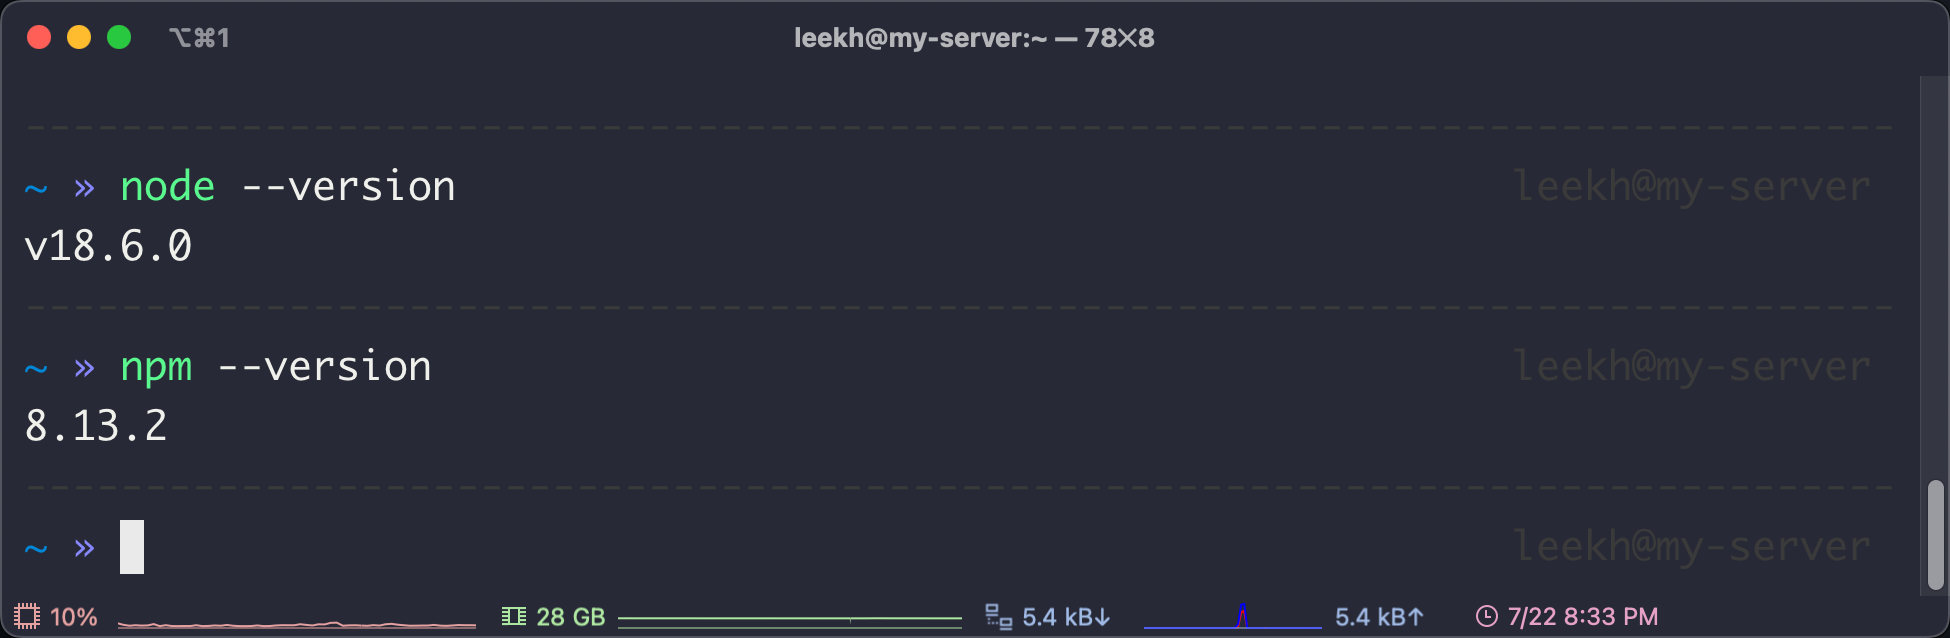 ⌥⌘1 leekh@my-server:~ — 78×8
~ » node --version leekh@my-server
v18.6.0
~ » npm --version leekh@my-server
8.13.2
~ » leekh@my-server
10% 28 GB 5.4 kB↓ 5.4 kB↑ 7/22 8:33 PM